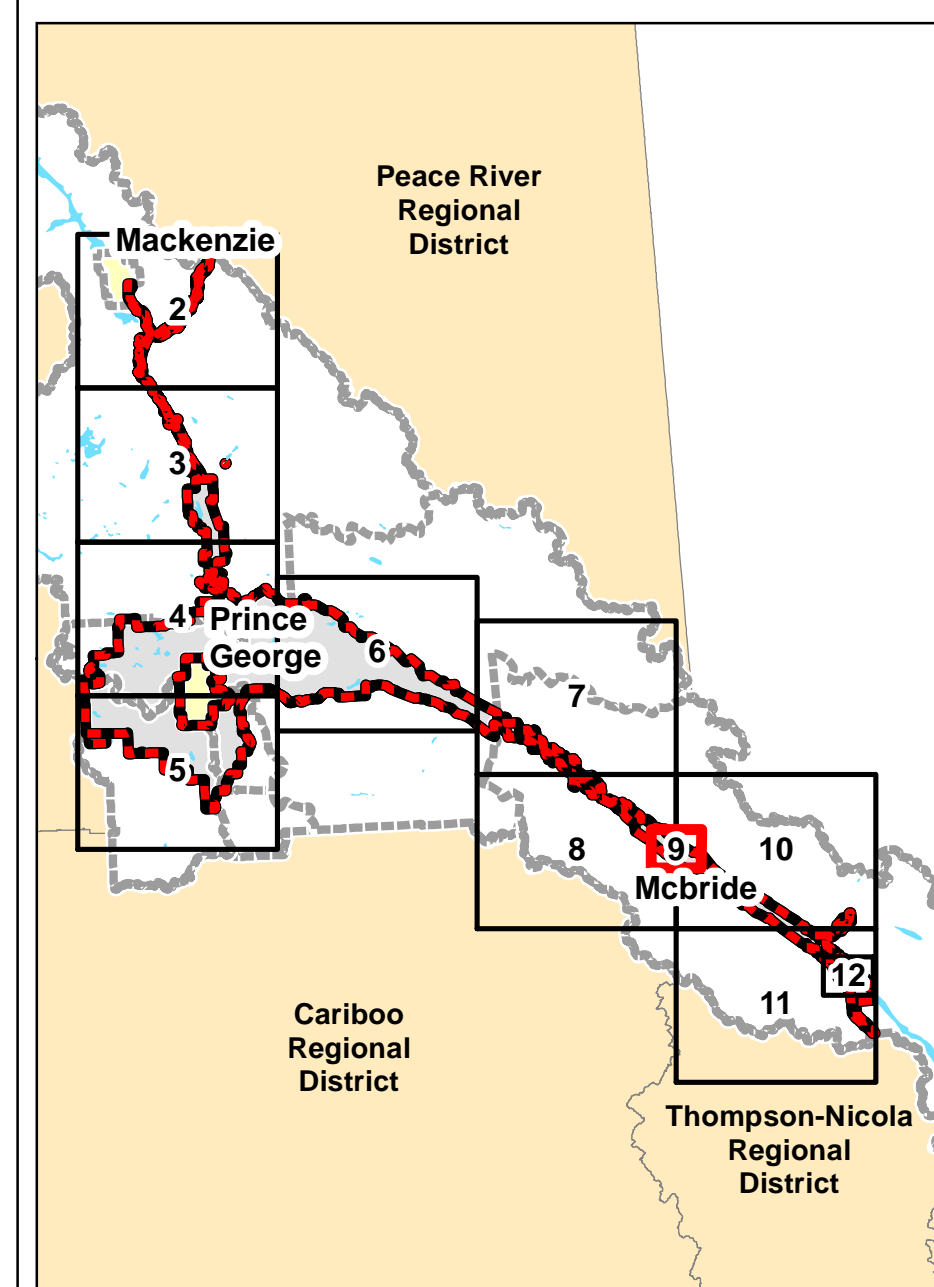 Peace River
Regional
District
Mackenzie
2
3
4
Prince
George
6
7
5
8
9
10
Mcbride
12
11
Cariboo
Regional
District
Thompson-Nicola
Regional
District